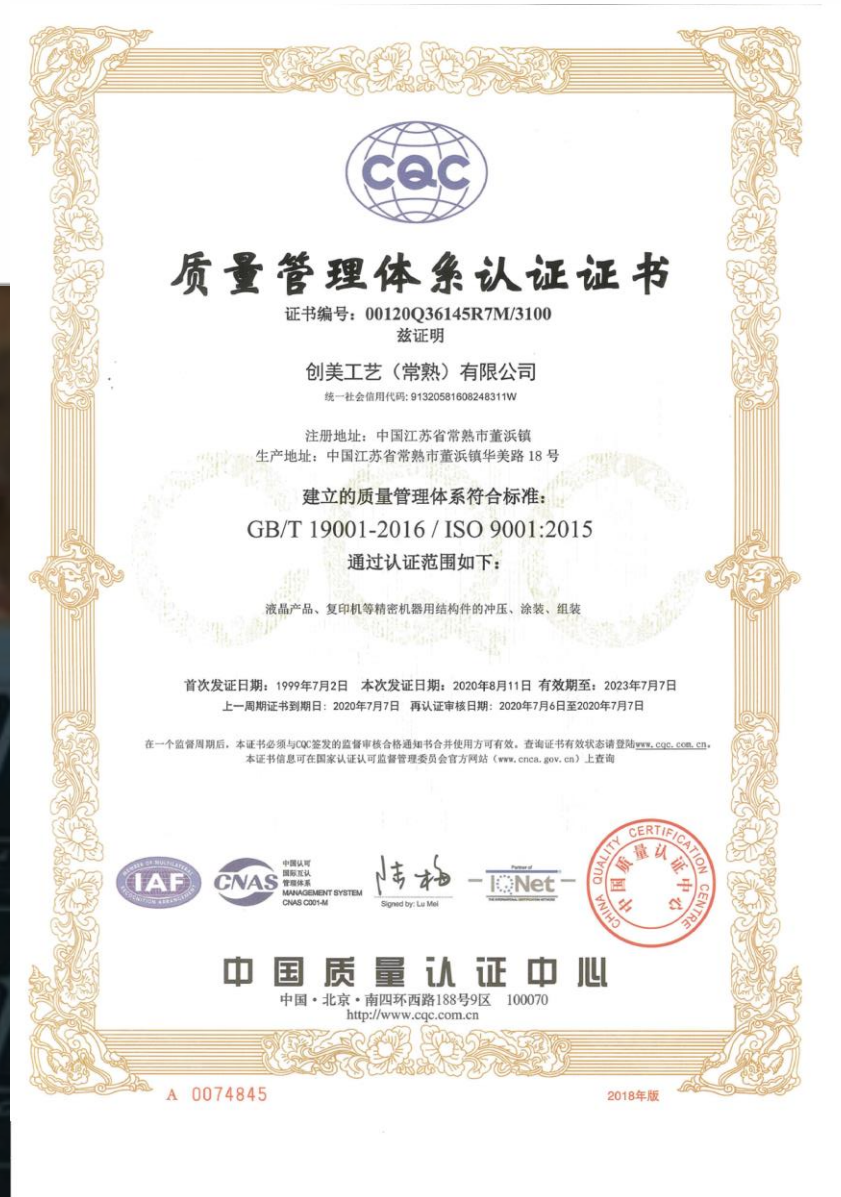 CQC
质量管理体系认证证书
证书编号：00120Q36145R7M/3100
兹证明
创美工艺（常熟）有限公司
统一社会信用代码: 91320581608248311W
注册地址：中国江苏省常熟市董浜镇
生产地址：中国江苏省常熟市董浜镇华美路 18 号
CQC
建立的质量管理体系符合标准：
GB/T 19001-2016 / ISO 9001:2015
通过认证范围如下：
液晶产品、复印机等精密机器用结构件的冲压、涂装、组装
首次发证日期：1999年7月2日 本次发证日期：2020年8月11日 有效期至：2023年7月7日
上一周期证书到期日：2020年7月7日 再认证审核日期：2020年7月6日至2020年7月7日
在一个监督周期后，本证书必须与CQC签发的监督审核合格通知书合并使用方可有效。查询证书有效状态请登陆www.cqc.com.cn。
本证书信息可在国家认证认可监督管理委员会官方网站（www.cnca.gov.cn）上查询
MEMBER OF MULTILATERAL
IAF
RECOGNITION ARRANGEMENT
CNAS
中国认可
国际互认
管理体系
MANAGEMENT SYSTEM
CNAS C001-M
陆梅
Signed by: Lu Mei
Partner of
IQNet
THE INTERNATIONAL CERTIFICATION NETWORK
CHINA QUALITY CERTIFICATION CENTRE
中国质量认证中心
中国质量认证中心
中国·北京·南四环西路188号9区 100070
http://www.cqc.com.cn
A 0074845
2018年版